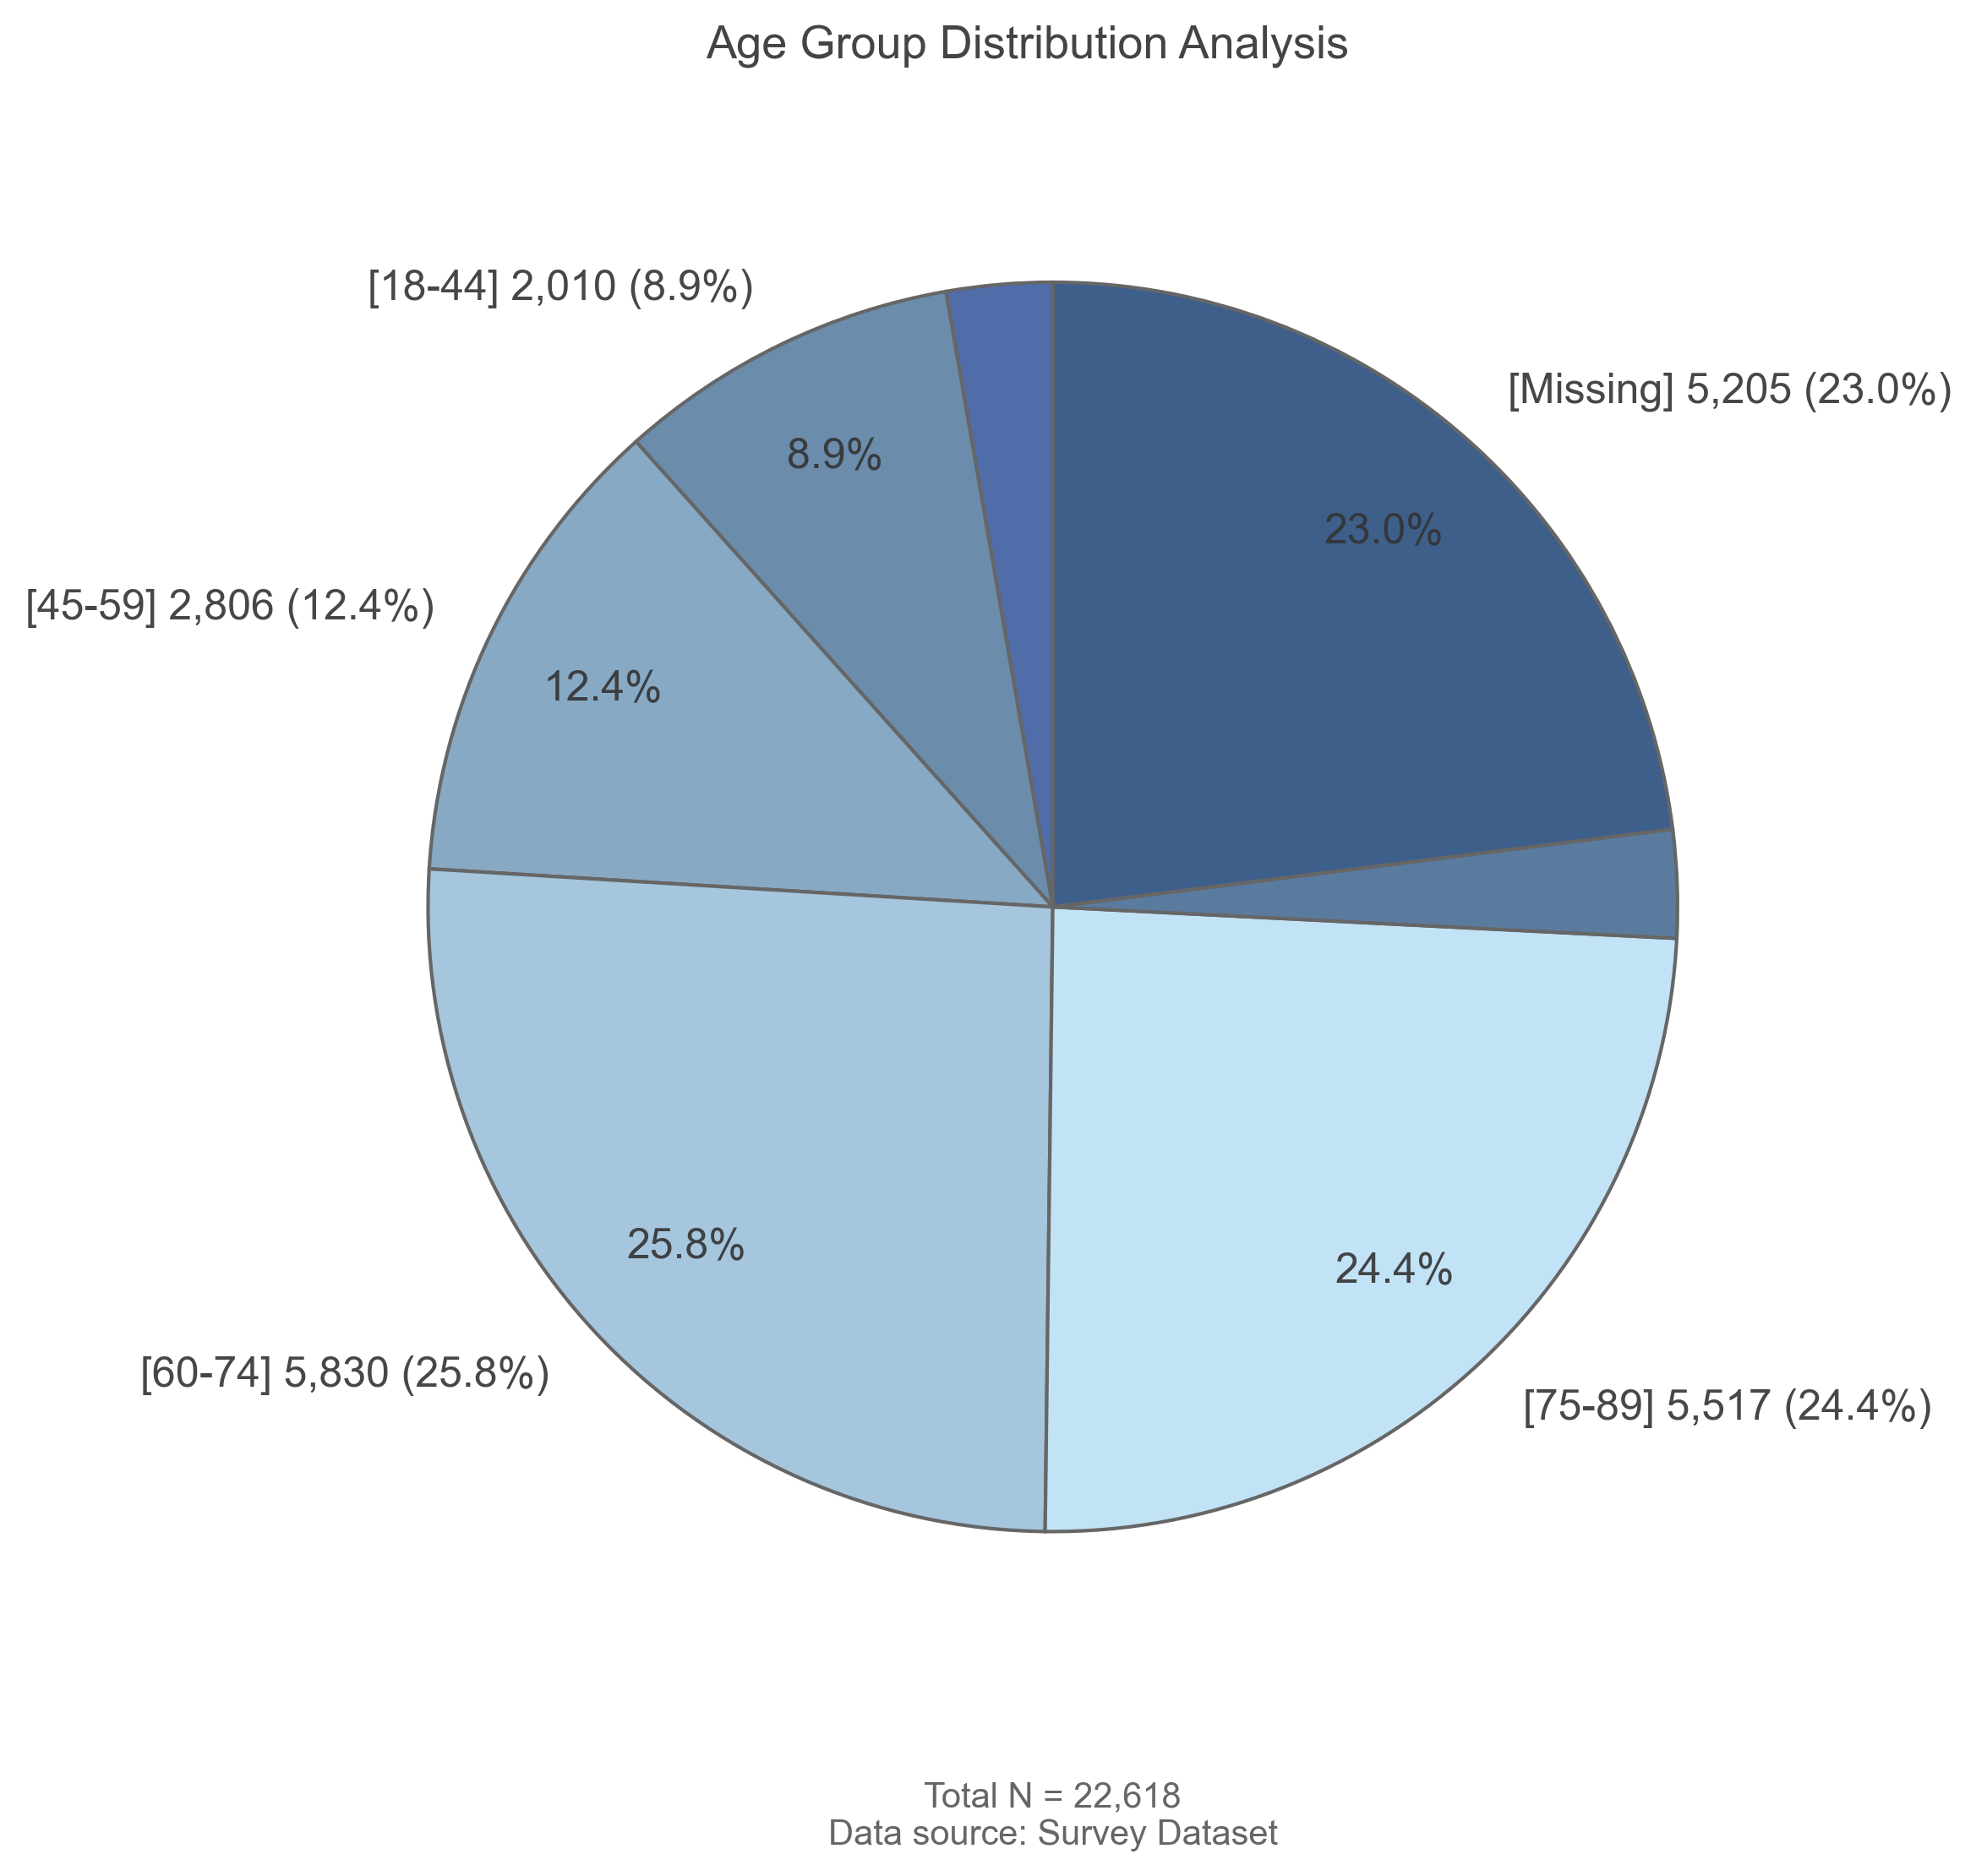 Age Group Distribution Analysis
[18-44] 2,010 (8.9%)
[Missing] 5,205 (23.0%)
8.9%
23.0%
[45-59] 2,806 (12.4%)
12.4%
25.8%
24.4%
[60-74] 5,830 (25.8%)
[75-89] 5,517 (24.4%)
Total N = 22,618
Data source: Survey Dataset